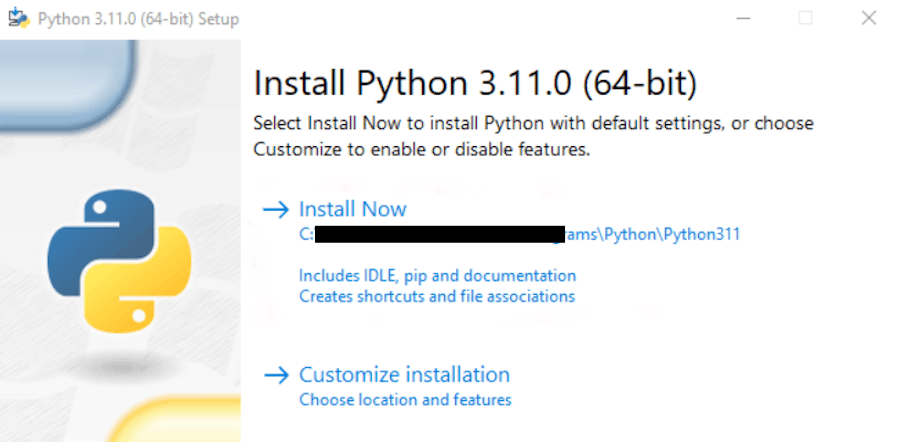 Python 3.11.0 (64-bit) Setup
Install Python 3.11.0 (64-bit)
Select Install Now to install Python with default settings, or choose
Customize to enable or disable features.
Install Now
C: rams\Python\Python311
Includes IDLE, pip and documentation
Creates shortcuts and file associations
Customize installation
Choose location and features